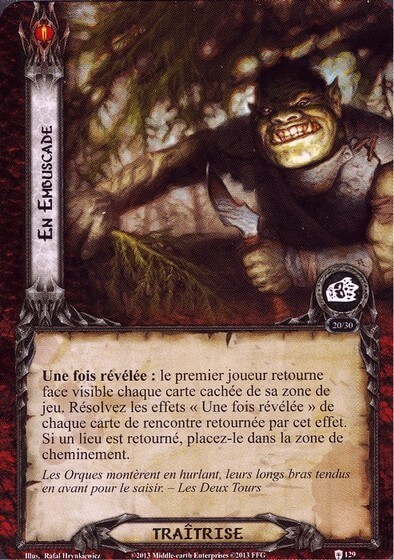 En Embuscade
20/30
Une fois révélée : le premier joueur retourne
face visible chaque carte cachée de sa zone de
jeu. Résolvez les effets « Une fois révélée » de
chaque carte de rencontre retournée par cet effet.
Si un lieu est retourné, placez-le dans la zone de
cheminement.
Les Orques montèrent en hurlant, leurs longs bras tendus
en avant pour le saisir. – Les Deux Tours
TRAÎTRISE
Illus. Rafał Hrynkiewicz ©2013 Middle-earth Enterprises ©2013 FFG 129